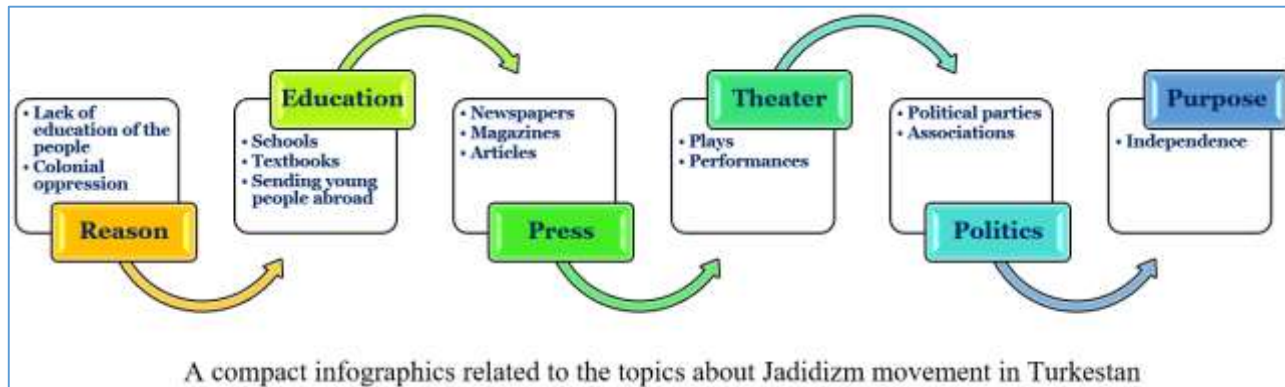 • Lack of
education of the
people
• Colonial
oppression
Reason
Education
• Schools
• Textbooks
• Sending young
people abroad
• Newspapers
• Magazines
• Articles
Press
Theater
• Plays
• Performances
• Political parties
• Associations
Politics
Purpose
• Independence
A compact infographics related to the topics about Jadidizm movement in Turkestan